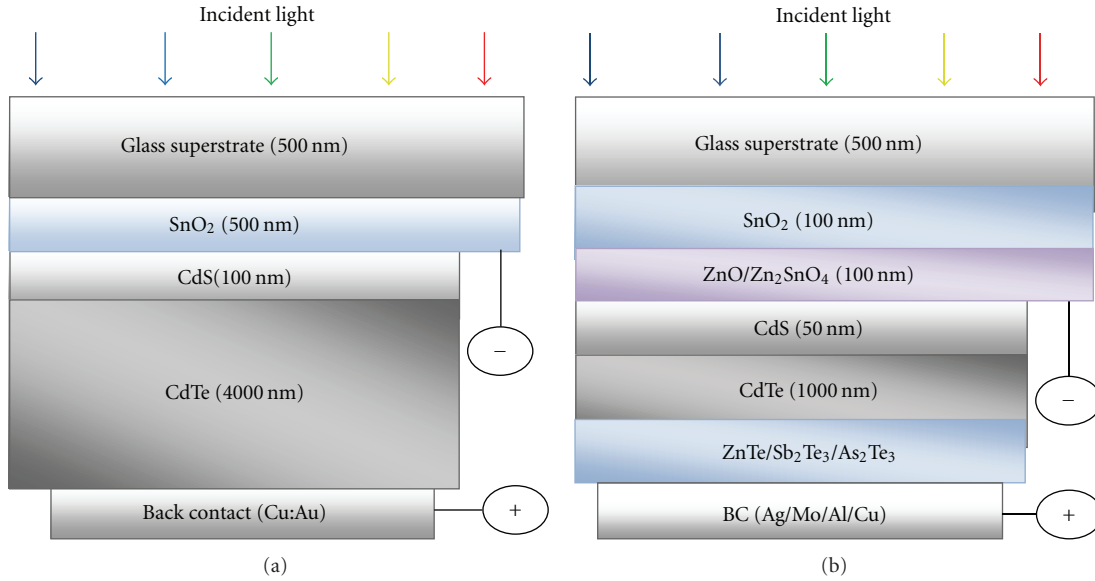 Incident light
Glass superstrate (500 nm)
SnO₂ (500 nm)
CdS(100 nm)
−
CdTe (4000 nm)
Back contact (Cu:Au)
+
(a)
Incident light
Glass superstrate (500 nm)
SnO₂ (100 nm)
ZnO/Zn₂SnO₄ (100 nm)
CdS (50 nm)
CdTe (1000 nm)
−
ZnTe/Sb₂Te₃/As₂Te₃
BC (Ag/Mo/Al/Cu)
+
(b)